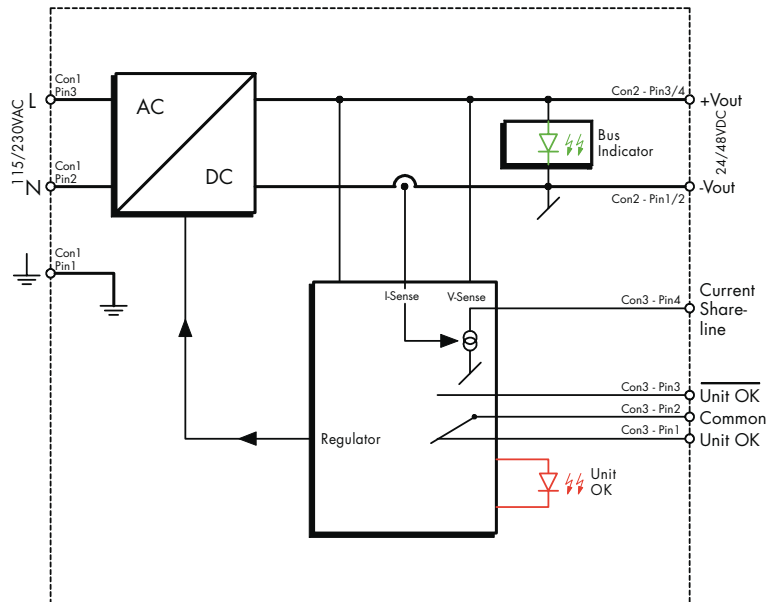 Con1
Pin3
L
115/230VAC
Con1
Pin2
N
Con1
Pin1
AC
DC
Con2 - Pin3/4
+Vout
24/48VDC
Bus
Indicator
-Vout
Con2 - Pin1/2
I-Sense
V-Sense
Con3 - Pin4
Current
Share-
line
Con3 - Pin3
Unit OK
Con3 - Pin2
Common
Con3 - Pin1
Unit OK
Regulator
Unit
OK